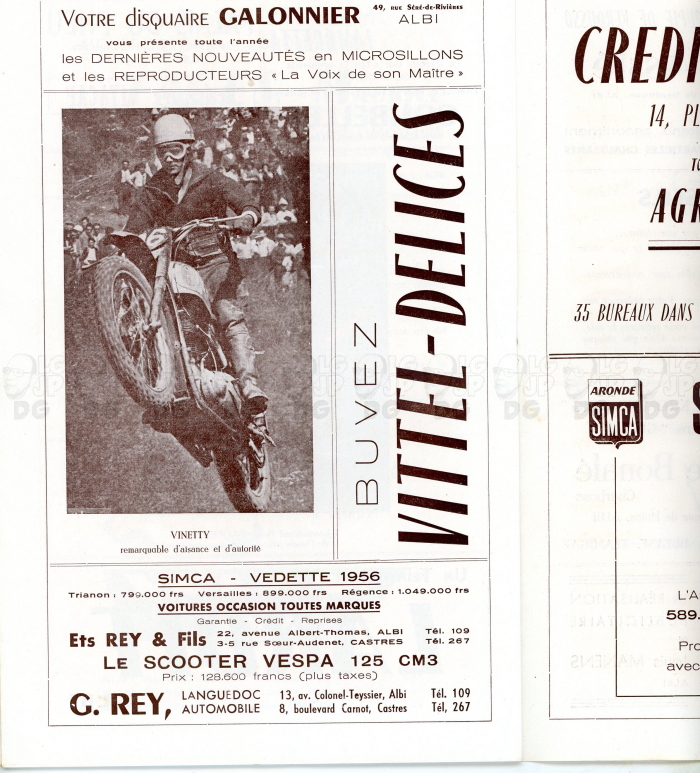 Votre disquaire GALONNIER
49, rue Séré-de-Rivières
ALBI
vous présente toute l'année
les DERNIÈRES NOUVEAUTÉS en MICROSILLONS
et les REPRODUCTEURS « La Voix de son Maître »
BUVEZ
VITTEL-DELICES
VINETTY
remarquable d'aisance et d'autorité
SIMCA - VEDETTE 1956
Trianon : 799.000 frs Versailles : 899.000 frs Régence : 1.049.000 frs
VOITURES OCCASION TOUTES MARQUES
Garantie - Crédit - Reprises
Ets REY & Fils
22, avenue Albert-Thomas, ALBI Tél. 109
3-5 rue Sœur-Audenet, CASTRES Tél. 267
LE SCOOTER VESPA 125 CM3
Prix : 128.600 francs (plus taxes)
G. REY,
LANGUEDOC
AUTOMOBILE
13, av. Colonel-Teyssier, Albi Tél. 109
8, boulevard Carnot, Castres Tél, 267
CREDI
14, PL
TO
AGR
35 BUREAUX DANS
ARONDE
SIMCA
S
L'A
589.
Pro
avec